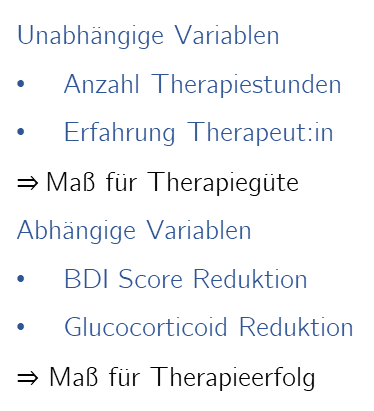 Unabhängige Variablen
• Anzahl Therapiestunden
• Erfahrung Therapeut:in
⇒ Maß für Therapiegüte
Abhängige Variablen
• BDI Score Reduktion
• Glucocorticoid Reduktion
⇒ Maß für Therapieerfolg